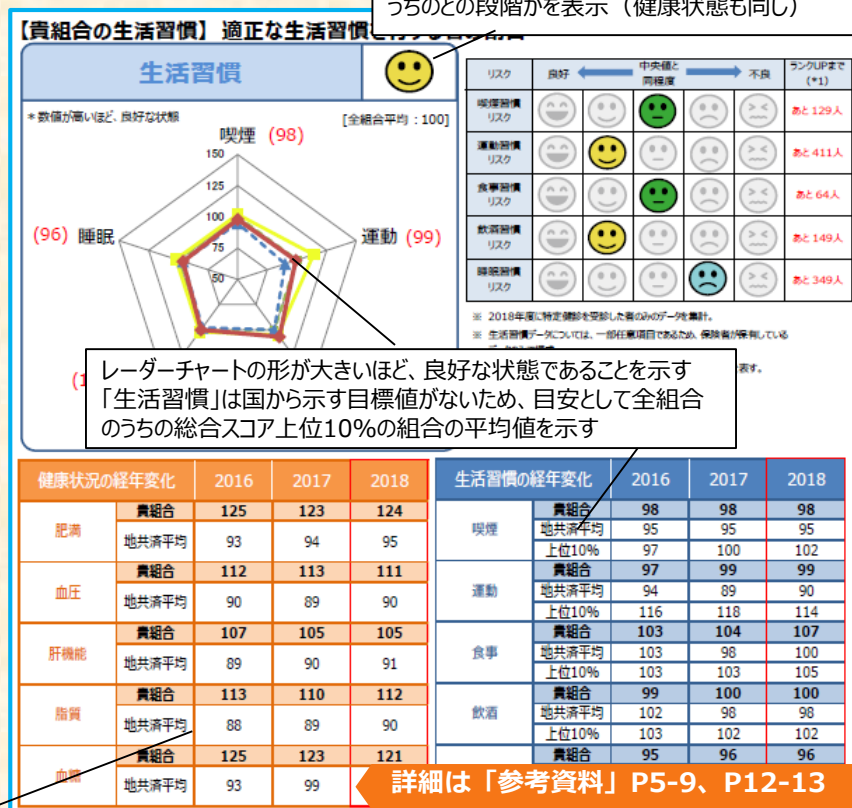 うちのどの段階かを表示（健康状態も同じ）
【貴組合の生活習慣】適正な生活習慣
生活習慣
*数値が高いほど、良好な状態
[全組合平均：100]
喫煙 (98)
150
125
100
75
50
(96) 睡眠
運動 (99)
リスク 良好 中央値と同程度 不良 ランクUPまで(*1)
喫煙習慣リスク あと129人
運動習慣リスク あと411人
食事習慣リスク あと64人
飲酒習慣リスク あと149人
睡眠習慣リスク あと349人
※ 2018年度に特定健診を受診した者のみのデータを集計。
※ 生活習慣データについては、一部任意項目であるため、保険者が保有している
表す。
レーダーチャートの形が大きいほど、良好な状態であることを示す
「生活習慣」は国から示す目標値がないため、目安として全組合
のうちの総合スコア上位10%の組合の平均値を示す
健康状況の経年変化 2016 2017 2018
肥満
貴組合 125 123 124
地共済平均 93 94 95
血圧
貴組合 112 113 111
地共済平均 90 89 90
肝機能
貴組合 107 105 105
地共済平均 89 90 91
脂質
貴組合 113 110 112
地共済平均 88 89 90
血糖
貴組合 125 123 121
地共済平均 93 99
生活習慣の経年変化 2016 2017 2018
喫煙
貴組合 98 98 98
地共済平均 95 95 95
上位10% 97 100 102
運動
貴組合 97 99 99
地共済平均 94 89 90
上位10% 116 118 114
食事
貴組合 103 104 107
地共済平均 103 98 100
上位10% 103 103 105
飲酒
貴組合 99 100 100
地共済平均 102 98 98
上位10% 103 102 102
貴組合 95 96 96
詳細は「参考資料」P5-9、P12-13